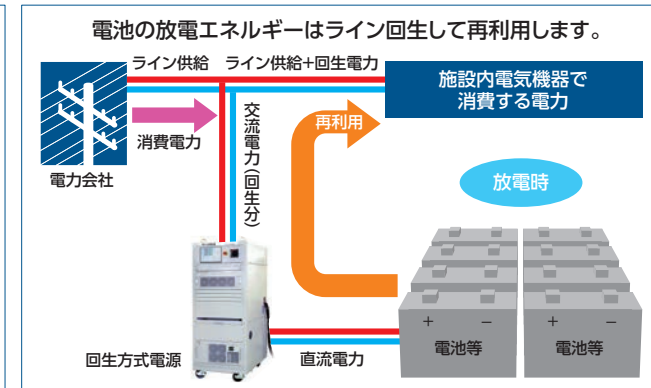 電池の放電エネルギーはライン回生して再利用します。
ライン供給
ライン供給+回生電力
施設内電気機器で
消費する電力
消費電力
電力会社
交流電力(回生分)
再利用
放電時
+ −
電池等
+ −
電池等
回生方式電源
直流電力